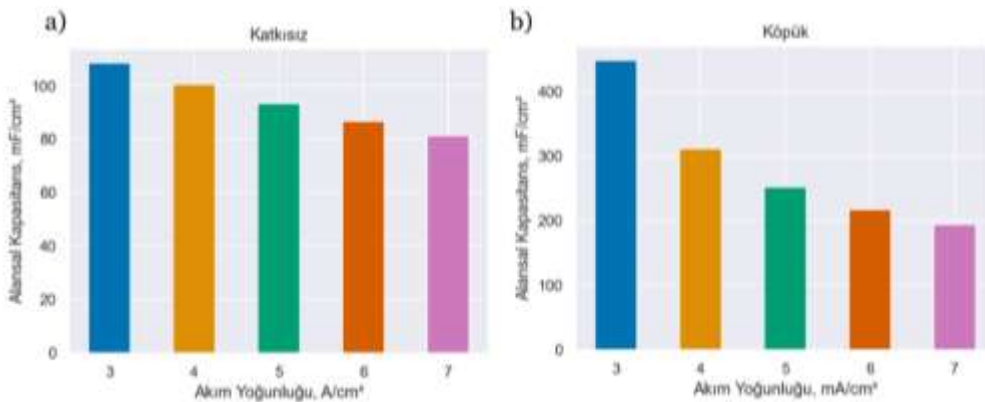 a)
Katkısız
Alansal Kapasitans, mF/cm²
100
80
60
40
20
0
3 4 5 6 7
Akım Yoğunluğu, A/cm²
b)
Köpük
Alansal Kapasitans, mF/cm²
400
300
200
100
0
3 4 5 6 7
Akım Yoğunluğu, mA/cm²